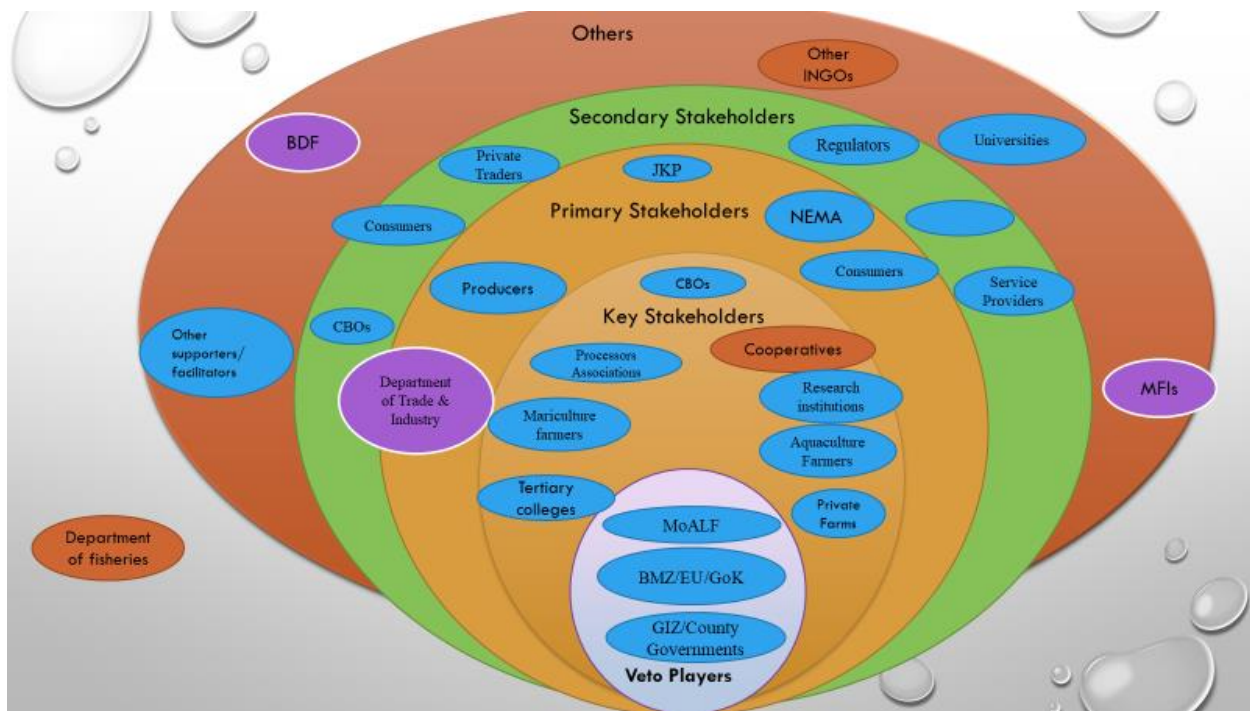 Others
Other
INGOs
Secondary Stakeholders
BDF
Regulators
Universities
Private
Traders
JKP
Primary Stakeholders
NEMA
Consumers
Consumers
Producers
CBOs
Service
Providers
Key Stakeholders
CBOs
Other
supporters/
facilitators
Cooperatives
Processors
Associations
Department
of Trade &
Industry
Research
institutions
MFIs
Mariculture
farmers
Aquaculture
Farmers
Tertiary
colleges
Private
Farms
MoALF
Department
of fisheries
BMZ/EU/GoK
GIZ/County
Governments
Veto Players